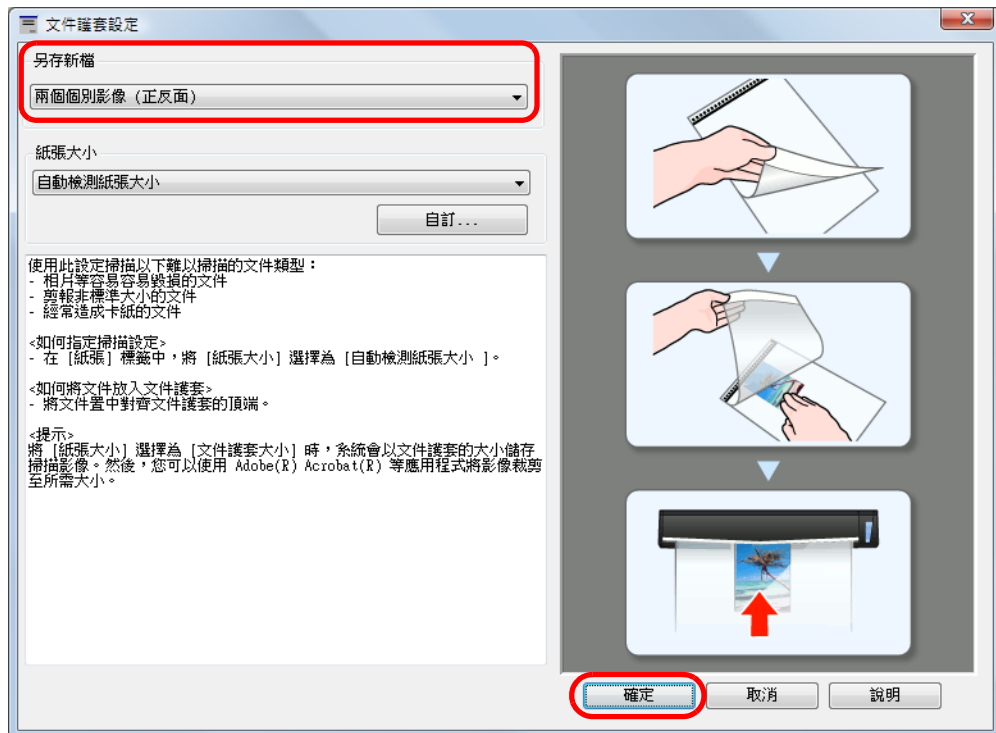 文件護套設定
另存新檔
兩個個別影像 (正反面)
紙張大小
自動檢測紙張大小
自訂...
使用此設定掃描以下難以掃描的文件類型：
- 相片等容易容易毀損的文件
- 剪報非標準大小的文件
- 經常造成卡紙的文件
<如何指定掃描設定>
- 在 [紙張] 標籤中，將 [紙張大小] 選擇為 [自動檢測紙張大小 ]。
<如何將文件放入文件護套>
- 將文件置中對齊文件護套的頂端。
<提示>
將 [紙張大小] 選擇為 [文件護套大小] 時，系統會以文件護套的大小儲存
掃描影像。然後，您可以使用 Adobe(R) Acrobat(R) 等應用程式將影像裁剪
至所需大小。
確定
取消
說明